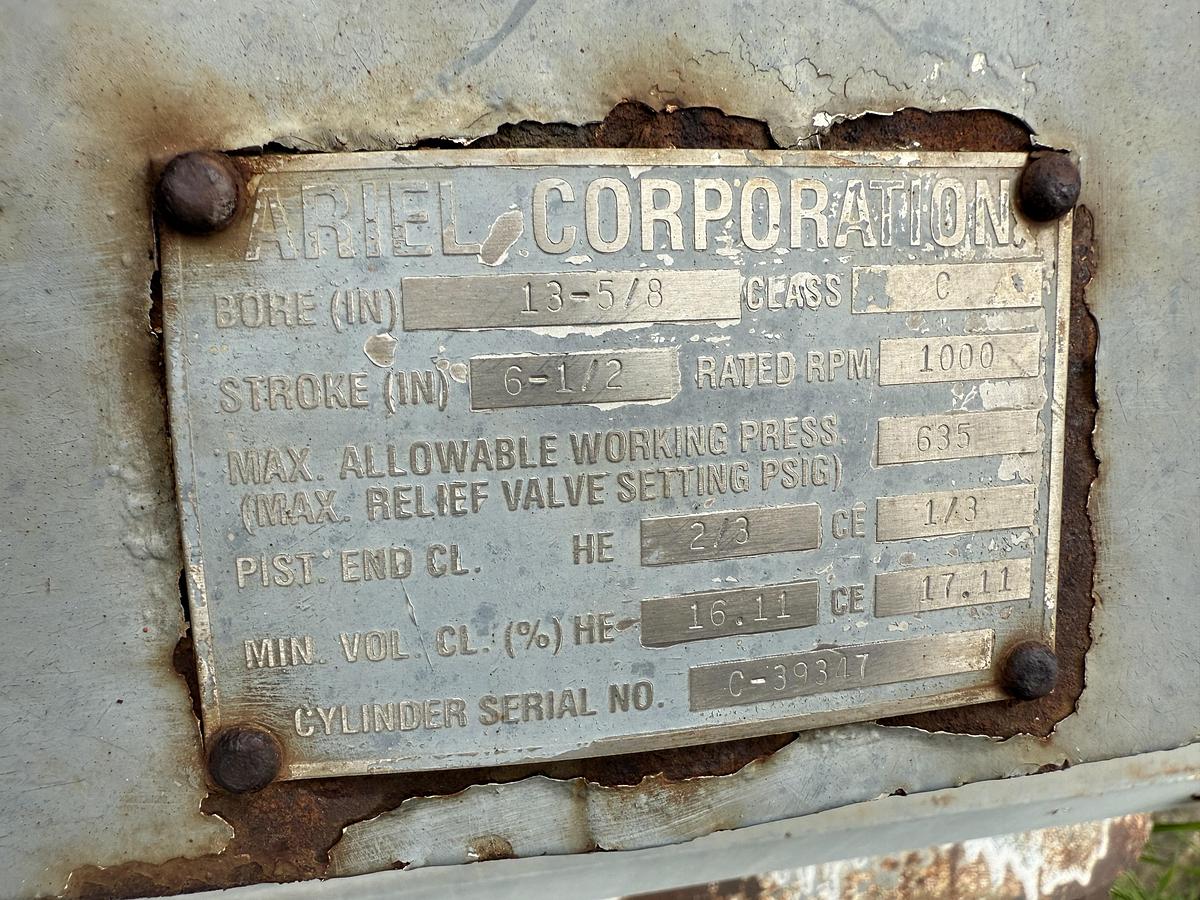 ARIEL CORPORATION
BORE (IN) 13-5/8 CLASS C
STROKE (IN) 6-1/2 RATED RPM 1000
MAX. ALLOWABLE WORKING PRESS. 635
(MAX. RELIEF VALVE SETTING PSIG)
PIST. END CL. HE 2/3 CE 1/3
MIN. VOL. CL. (%) HE 16.11 CE 17.11
CYLINDER SERIAL NO. C-39347